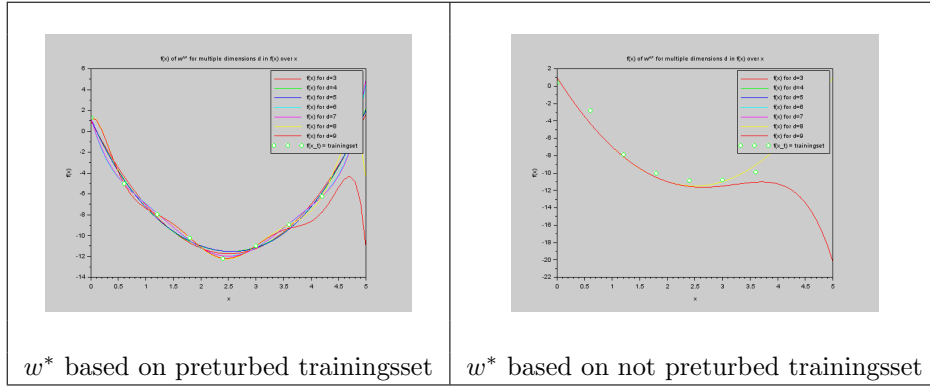 f(x) of w^* for multiple dimensions d in f(x) over x
6
4
2
0
-2
-4
-6
-8
-10
-12
-14
f(x)
0 0.5 1 1.5 2 2.5 3 3.5 4 4.5 5
x
f(x) for d=3
f(x) for d=4
f(x) for d=5
f(x) for d=6
f(x) for d=7
f(x) for d=8
f(x) for d=9
f(x_t) = trainingset
f(x) of w^* for multiple dimensions d in f(x) over x
2
0
-2
-4
-6
-8
-10
-12
-14
-16
-18
-20
-22
f(x)
0 0.5 1 1.5 2 2.5 3 3.5 4 4.5 5
x
f(x) for d=3
f(x) for d=4
f(x) for d=5
f(x) for d=6
f(x) for d=7
f(x) for d=8
f(x) for d=9
f(x_t) = trainingset
w* based on preturbed trainingsset
w* based on not preturbed trainingsset